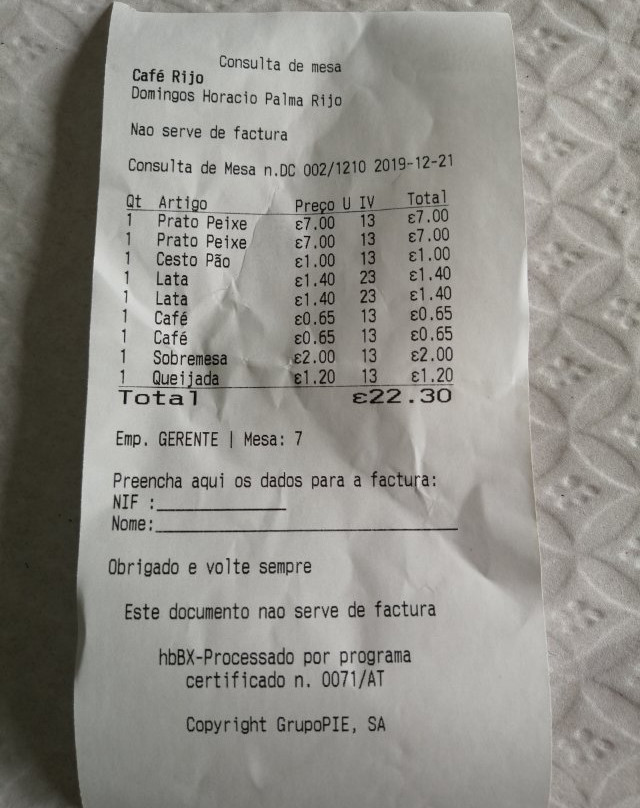 Consulta de mesa
Café Rijo
Domingos Horacio Palma Rijo
Nao serve de factura
Consulta de Mesa n.DC 002/1210 2019-12-21
Qt Artigo Preço U IV Total
1 Prato Peixe ε7.00 13 ε7.00
1 Prato Peixe ε7.00 13 ε7.00
1 Cesto Pão ε1.00 13 ε1.00
1 Lata ε1.40 23 ε1.40
1 Lata ε1.40 23 ε1.40
1 Café ε0.65 13 ε0.65
1 Café ε0.65 13 ε0.65
1 Sobremesa ε2.00 13 ε2.00
1 Queijada ε1.20 13 ε1.20
Total ε22.30
Emp. GERENTE | Mesa: 7
Preencha aqui os dados para a factura:
NIF :______________
Nome:_________________________________
Obrigado e volte sempre
Este documento nao serve de factura
hbBX-Processado por programa
certificado n. 0071/AT
Copyright GrupoPIE, SA